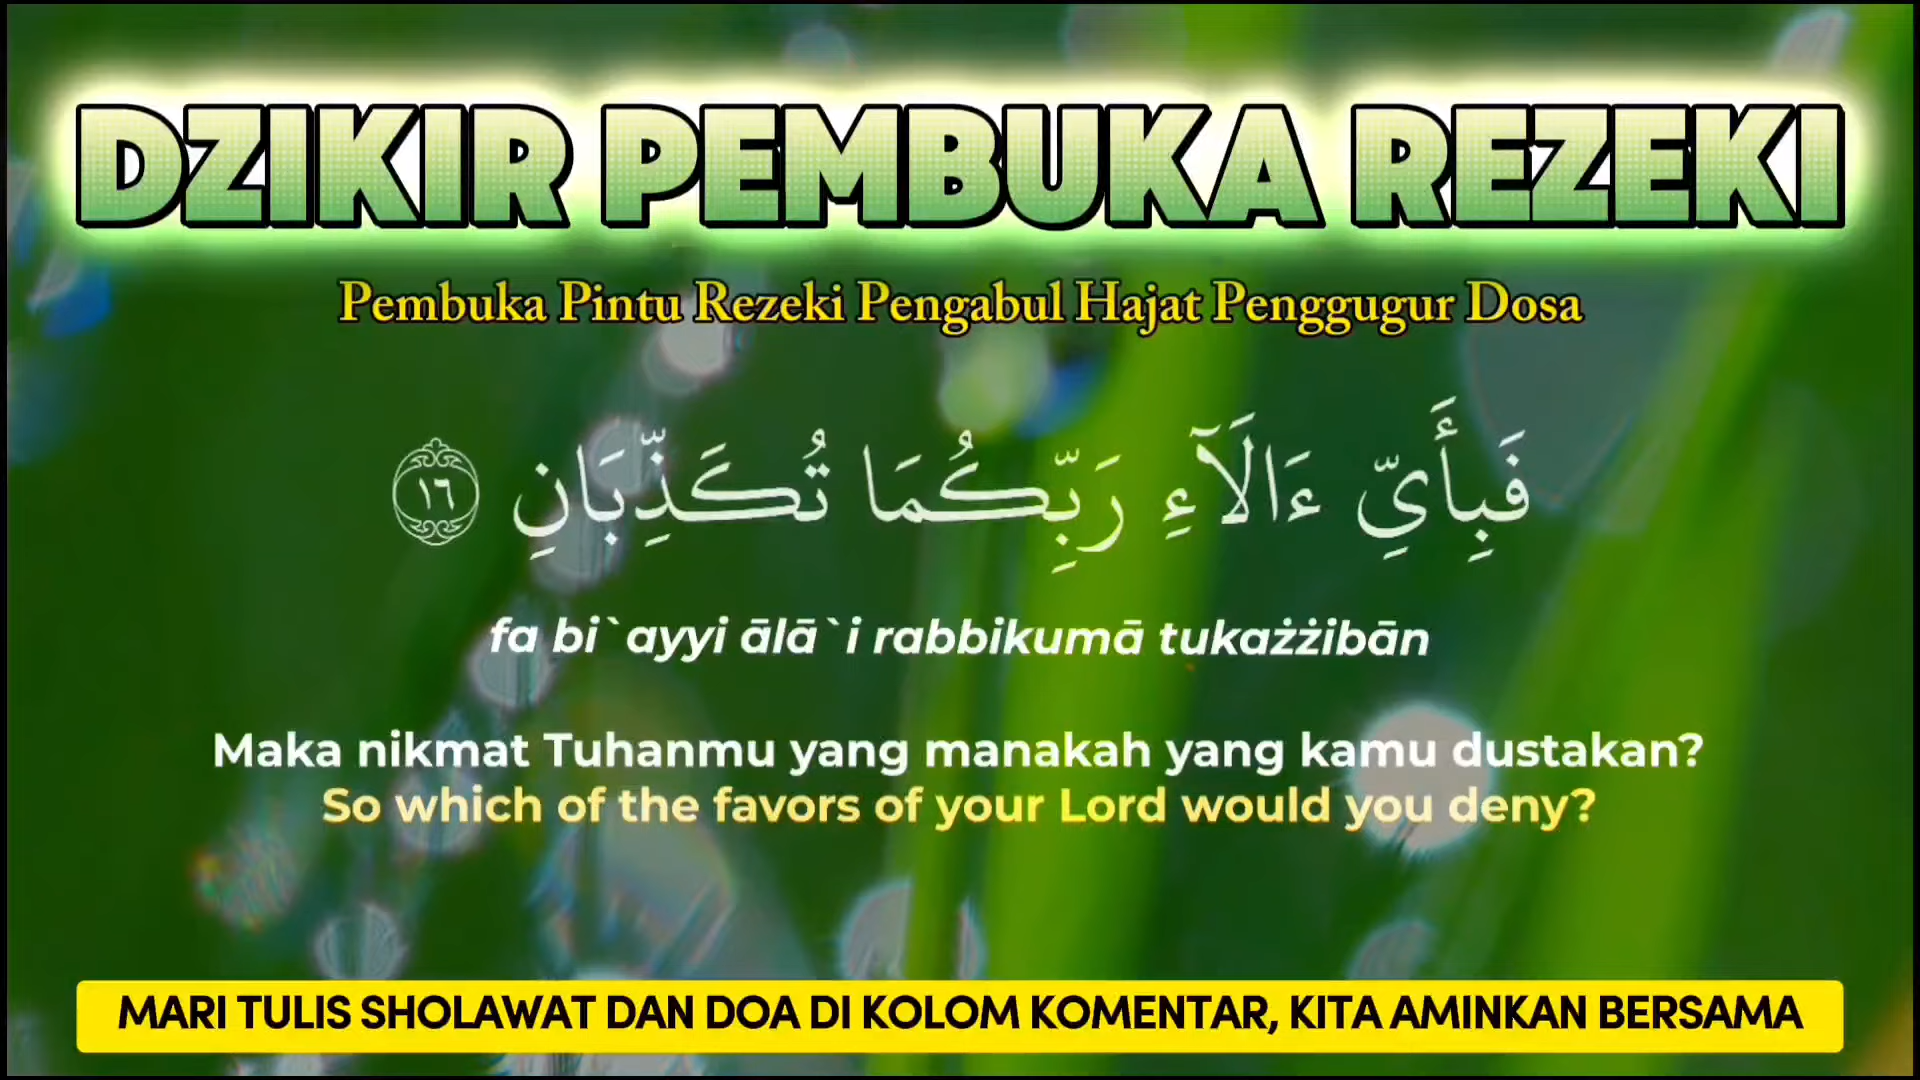 DZIKIR PEMBUKA REZEKI
Pembuka Pintu Rezeki Pengabul Hajat Penggugur Dosa
فَبِأَيِّ ءَالَآءِ رَبِّكُمَا تُكَذِّبَانِ ١٦
fa bi`ayyi ālā`i rabbikumā tukażżibān
Maka nikmat Tuhanmu yang manakah yang kamu dustakan?
So which of the favors of your Lord would you deny?
MARI TULIS SHOLAWAT DAN DOA DI KOLOM KOMENTAR, KITA AMINKAN BERSAMA